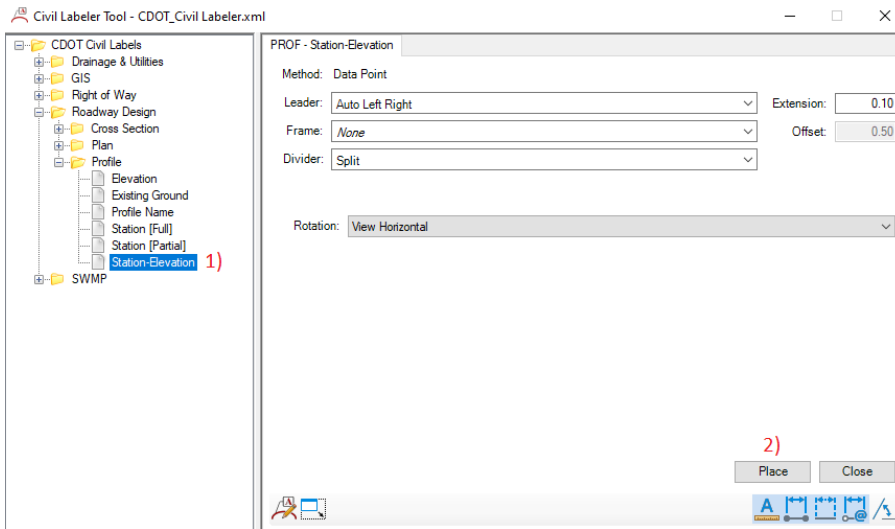 Civil Labeler Tool - CDOT_Civil Labeler.xml
CDOT Civil Labels
Drainage & Utilities
GIS
Right of Way
Roadway Design
Cross Section
Plan
Profile
Elevation
Existing Ground
Profile Name
Station [Full]
Station [Partial]
Station-Elevation 1)
SWMP
PROF - Station-Elevation
Method: Data Point
Leader: Auto Left Right Extension: 0.10
Frame: None Offset: 0.50
Divider: Split
Rotation: View Horizontal
2)
Place Close
A